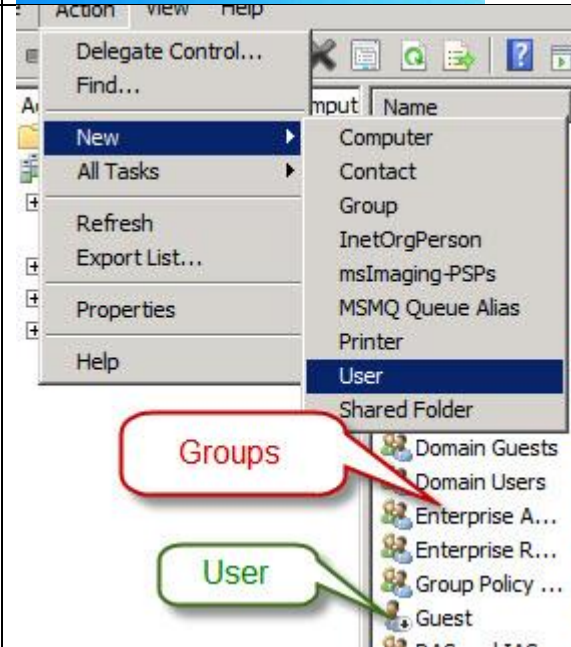 Action View Help
Delegate Control...
Find...
mput Name
New
Computer
All Tasks
Contact
Group
Refresh
InetOrgPerson
Export List...
msImaging-PSPs
Properties
MSMQ Queue Alias
Printer
Help
User
Shared Folder
Groups
Domain Guests
Domain Users
Enterprise A...
Enterprise R...
User
Group Policy ...
Guest